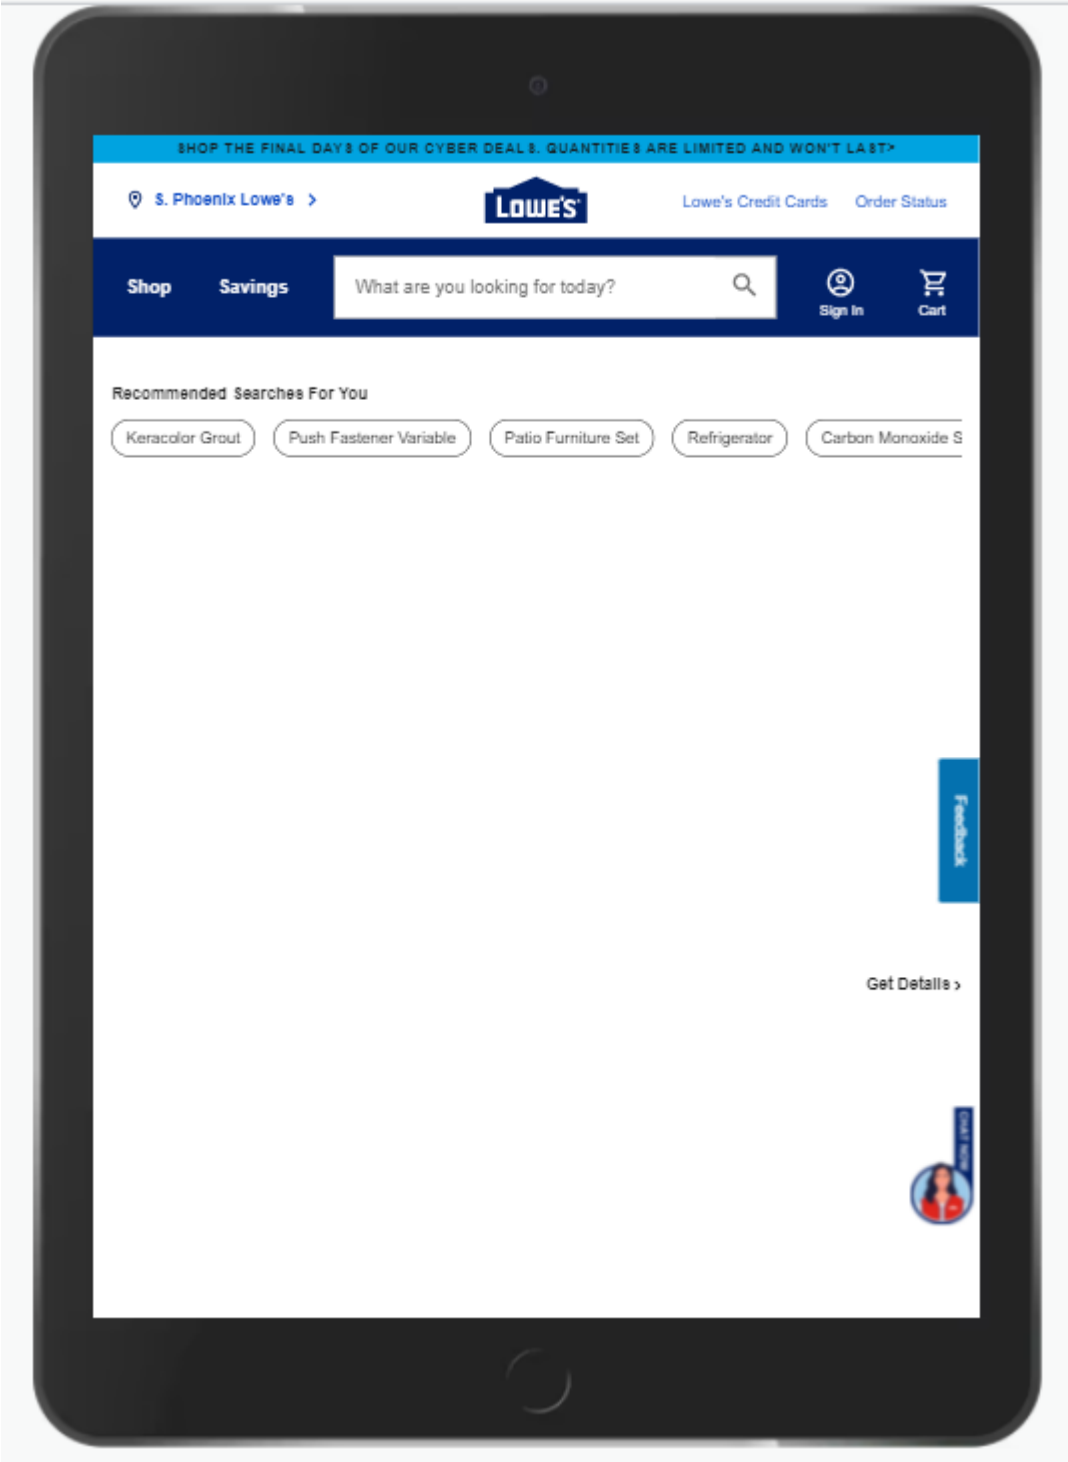 SHOP THE FINAL DAYS OF OUR CYBER DEALS. QUANTITIES ARE LIMITED AND WON'T LAST>
S. Phoenix Lowe's >
LOWE'S
Lowe's Credit Cards Order Status
Shop Savings What are you looking for today? Sign In Cart
Recommended Searches For You
Keracolor Grout Push Fastener Variable Patio Furniture Set Refrigerator Carbon Monoxide S
Feedback
Get Details >
CHAT NOW